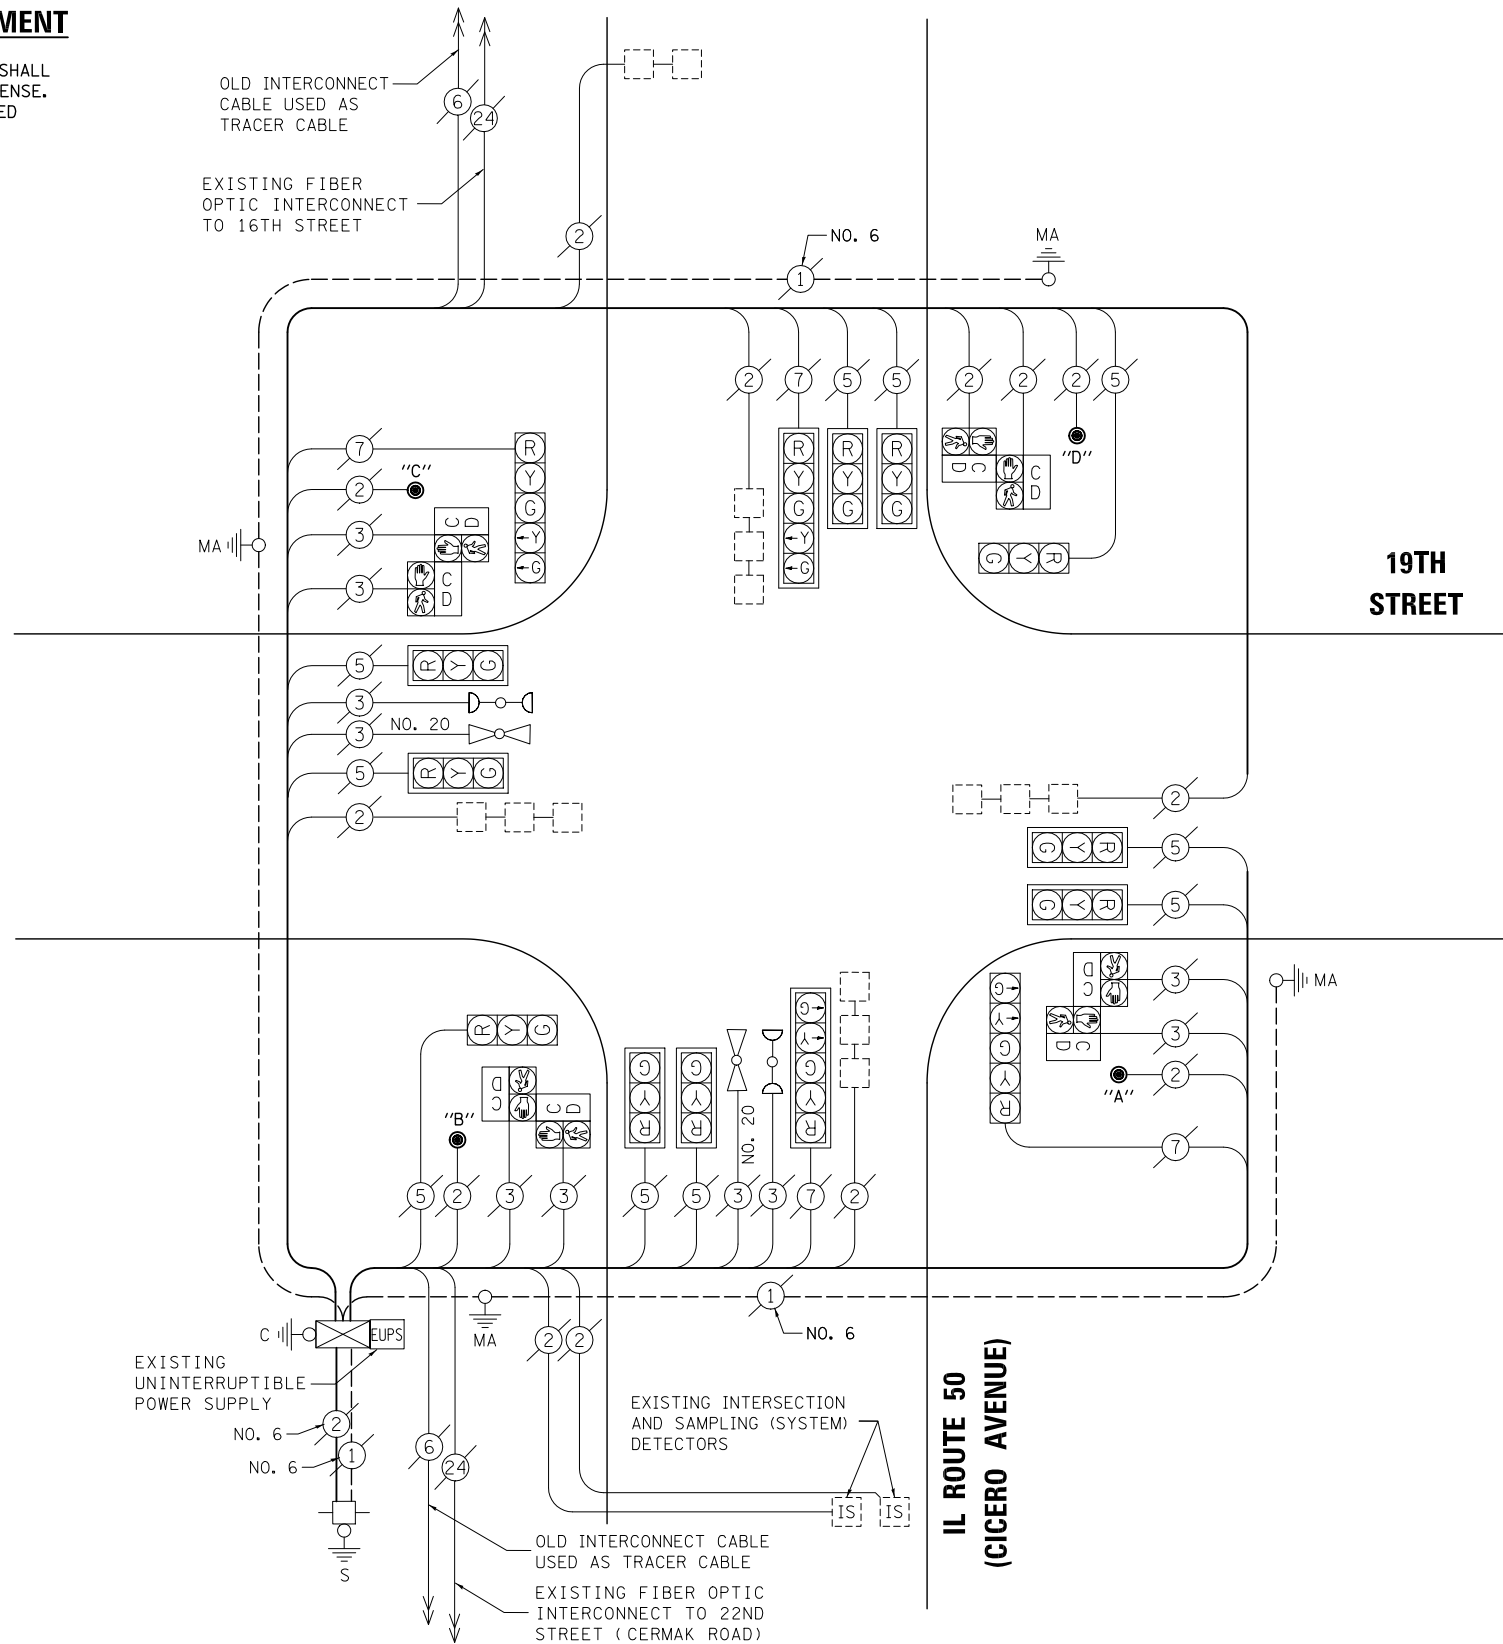 MENT
SHALL
ENSE.
ED
OLD INTERCONNECT
CABLE USED AS
TRACER CABLE
6
24
EXISTING FIBER
OPTIC INTERCONNECT
TO 16TH STREET
2
NO. 6
1
MA
2
7
5
5
2
2
2
5
R
Y
G
Y
G
R
Y
G
R
Y
G
C
D
C
D
"D"
R
Y
G
7
2
3
3
"C"
C
D
C
D
R
Y
G
Y
G
MA
19TH
STREET
5
R Y G
3
3
NO. 20
5
R Y G
2
2
R Y G
5
R Y G
5
R Y G
5
2
3
3
"B"
C
D
C
D
R
Y
G
5
R
Y
G
5
3
NO. 20
3
R
Y
G
Y
G
7
2
R
Y
G
Y
G
7
C
D
3
C
D
3
"A"
2
MA
1
NO. 6
MA
C
EUPS
EXISTING
UNINTERRUPTIBLE
POWER SUPPLY
NO. 6
2
NO. 6
1
S
6
24
2
2
EXISTING INTERSECTION
AND SAMPLING (SYSTEM)
DETECTORS
IS
IS
OLD INTERCONNECT CABLE
USED AS TRACER CABLE
EXISTING FIBER OPTIC
INTERCONNECT TO 22ND
STREET (CERMAK ROAD)
IL ROUTE 50
(CICERO AVENUE)